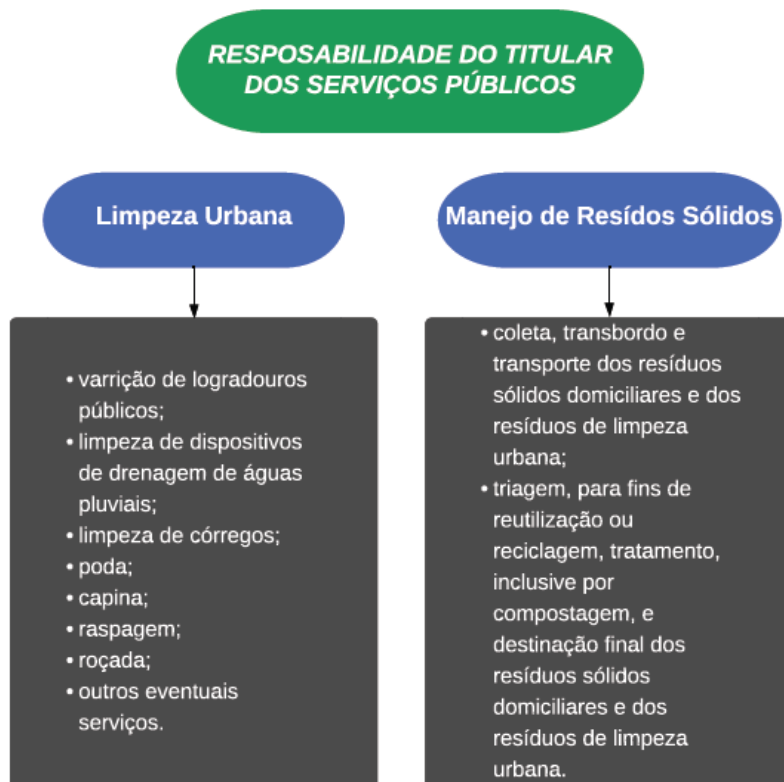 RESPOSABILIDADE DO TITULAR
DOS SERVIÇOS PÚBLICOS
Limpeza Urbana
• varrição de logradouros
públicos;
• limpeza de dispositivos
de drenagem de águas
pluviais;
• limpeza de córregos;
• poda;
• capina;
• raspagem;
• roçada;
• outros eventuais
serviços.
Manejo de Resídos Sólidos
• coleta, transbordo e
transporte dos resíduos
sólidos domiciliares e dos
resíduos de limpeza
urbana;
• triagem, para fins de
reutilização ou
reciclagem, tratamento,
inclusive por
compostagem, e
destinação final dos
resíduos sólidos
domiciliares e dos
resíduos de limpeza
urbana.